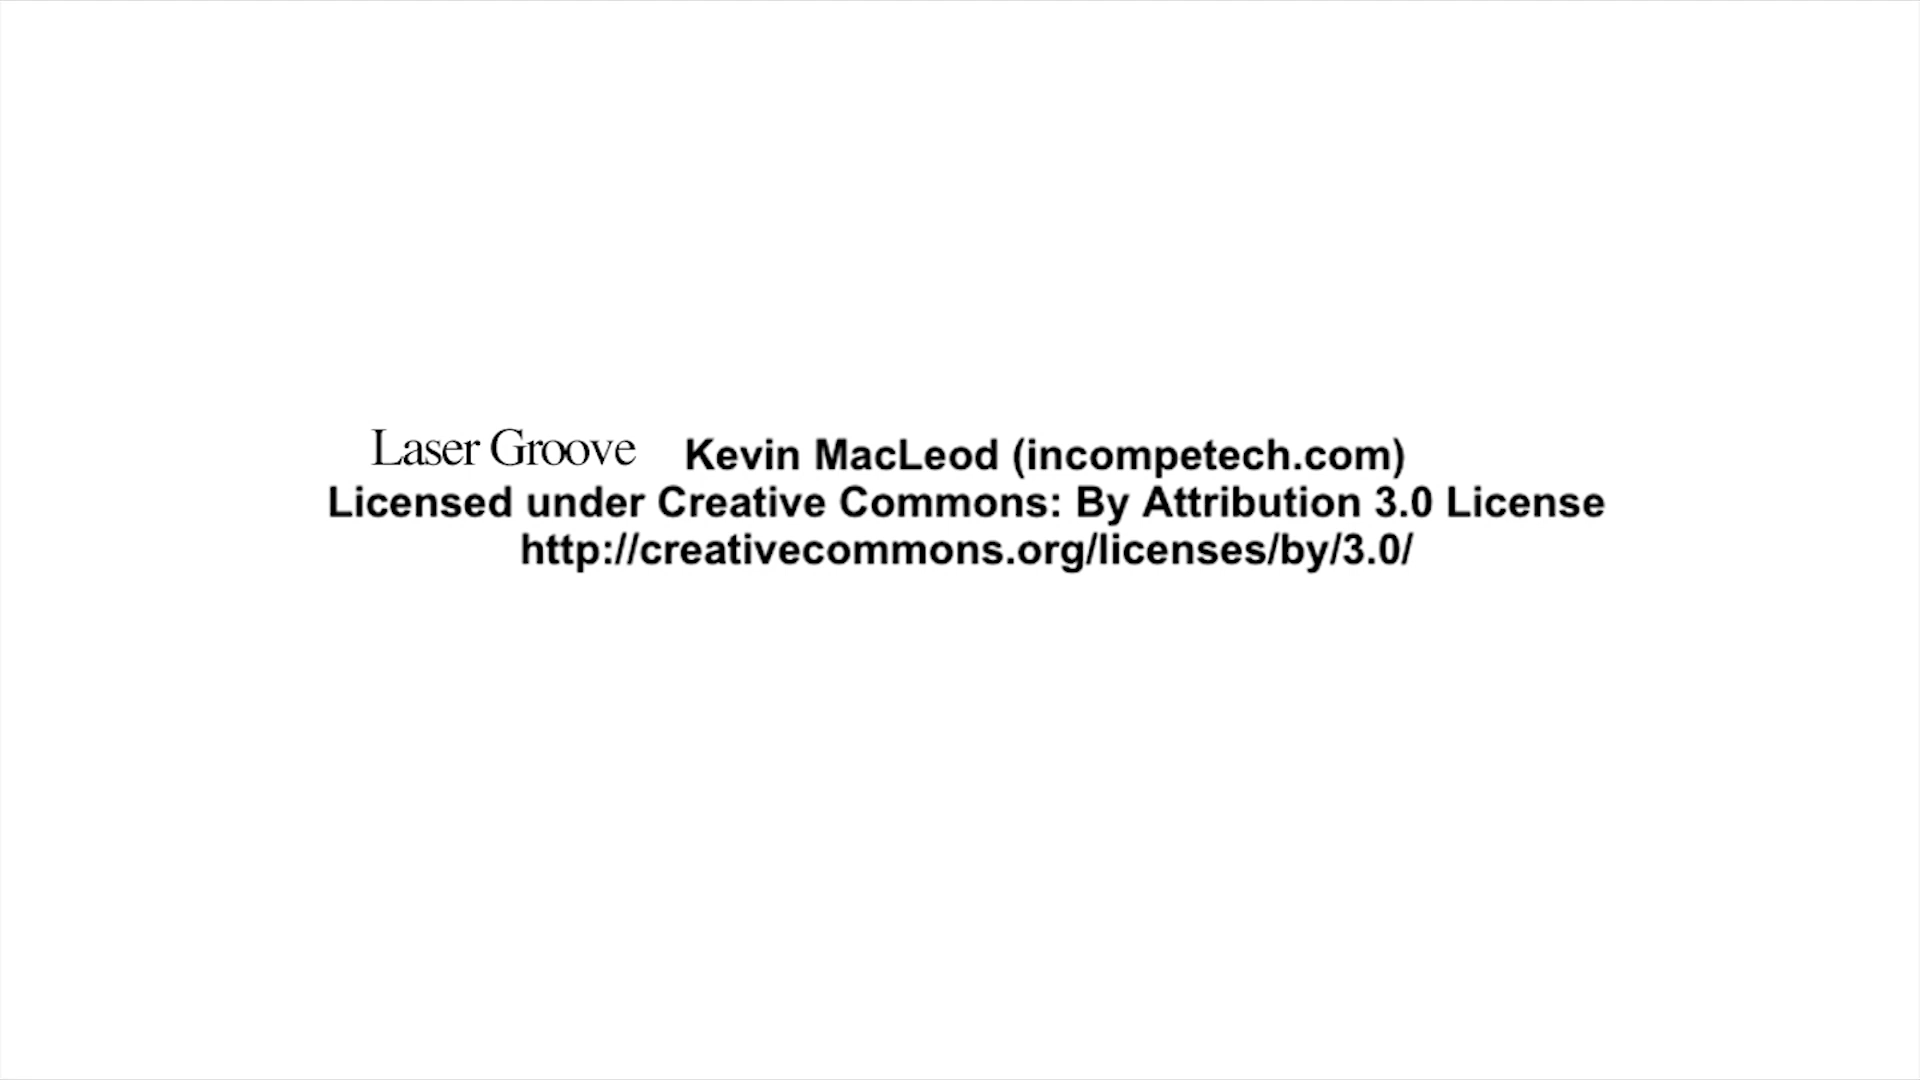 Laser Groove Kevin MacLeod (incompetech.com)
Licensed under Creative Commons: By Attribution 3.0 License
http://creativecommons.org/licenses/by/3.0/